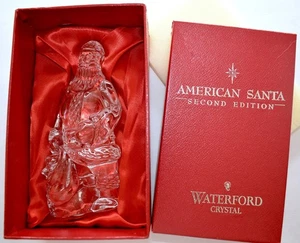 AMERICAN SANTA
SECOND EDITION
WATERFORD
CRYSTAL